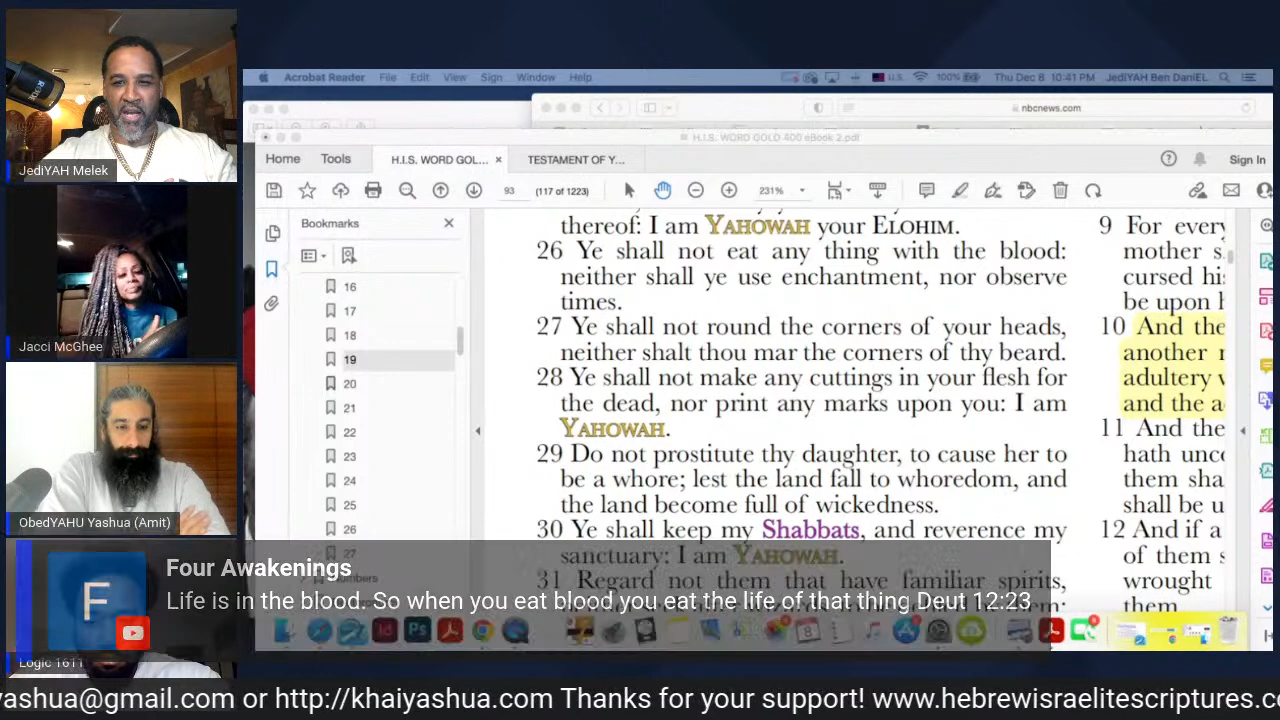 JediYAH Melek
Jacci McGhee
ObedYAHU Yashua (Amit)
Logic 1611
Acrobat Reader File Edit View Sign Window Help
U.S. 100% Thu Dec 8 10:41 PM JediYAH Ben DaniEL
nbcnews.com
H.I.S. WORD GOLD 400 eBook 2.pdf
Home Tools H.I.S. WORD GOL... × TESTAMENT OF Y... Sign In
93 (117 of 1223) 231%
Bookmarks
16
17
18
19
20
21
22
23
24
25
26
27
Numbers
thereof: I am YAHOWAH your ELOHIM.
26 Ye shall not eat any thing with the blood:
neither shall ye use enchantment, nor observe
times.
27 Ye shall not round the corners of your heads,
neither shalt thou mar the corners of thy beard.
28 Ye shall not make any cuttings in your flesh for
the dead, nor print any marks upon you: I am
YAHOWAH.
29 Do not prostitute thy daughter, to cause her to
be a whore; lest the land fall to whoredom, and
the land become full of wickedness.
30 Ye shall keep my Shabbats, and reverence my
sanctuary: I am YAHOWAH.
31 Regard not them that have familiar spirits,
9 For every
mother s
cursed his
be upon h
10 And the
another
adultery
and the a
11 And the
hath unc
them sha
shall be u
12 And if a
of them s
wrought
them
F
Four Awakenings
Life is in the blood. So when you eat blood you eat the life of that thing Deut 12:23
yashua@gmail.com or http://khaiyashua.com Thanks for your support! www.hebrewisraelitescriptures.co